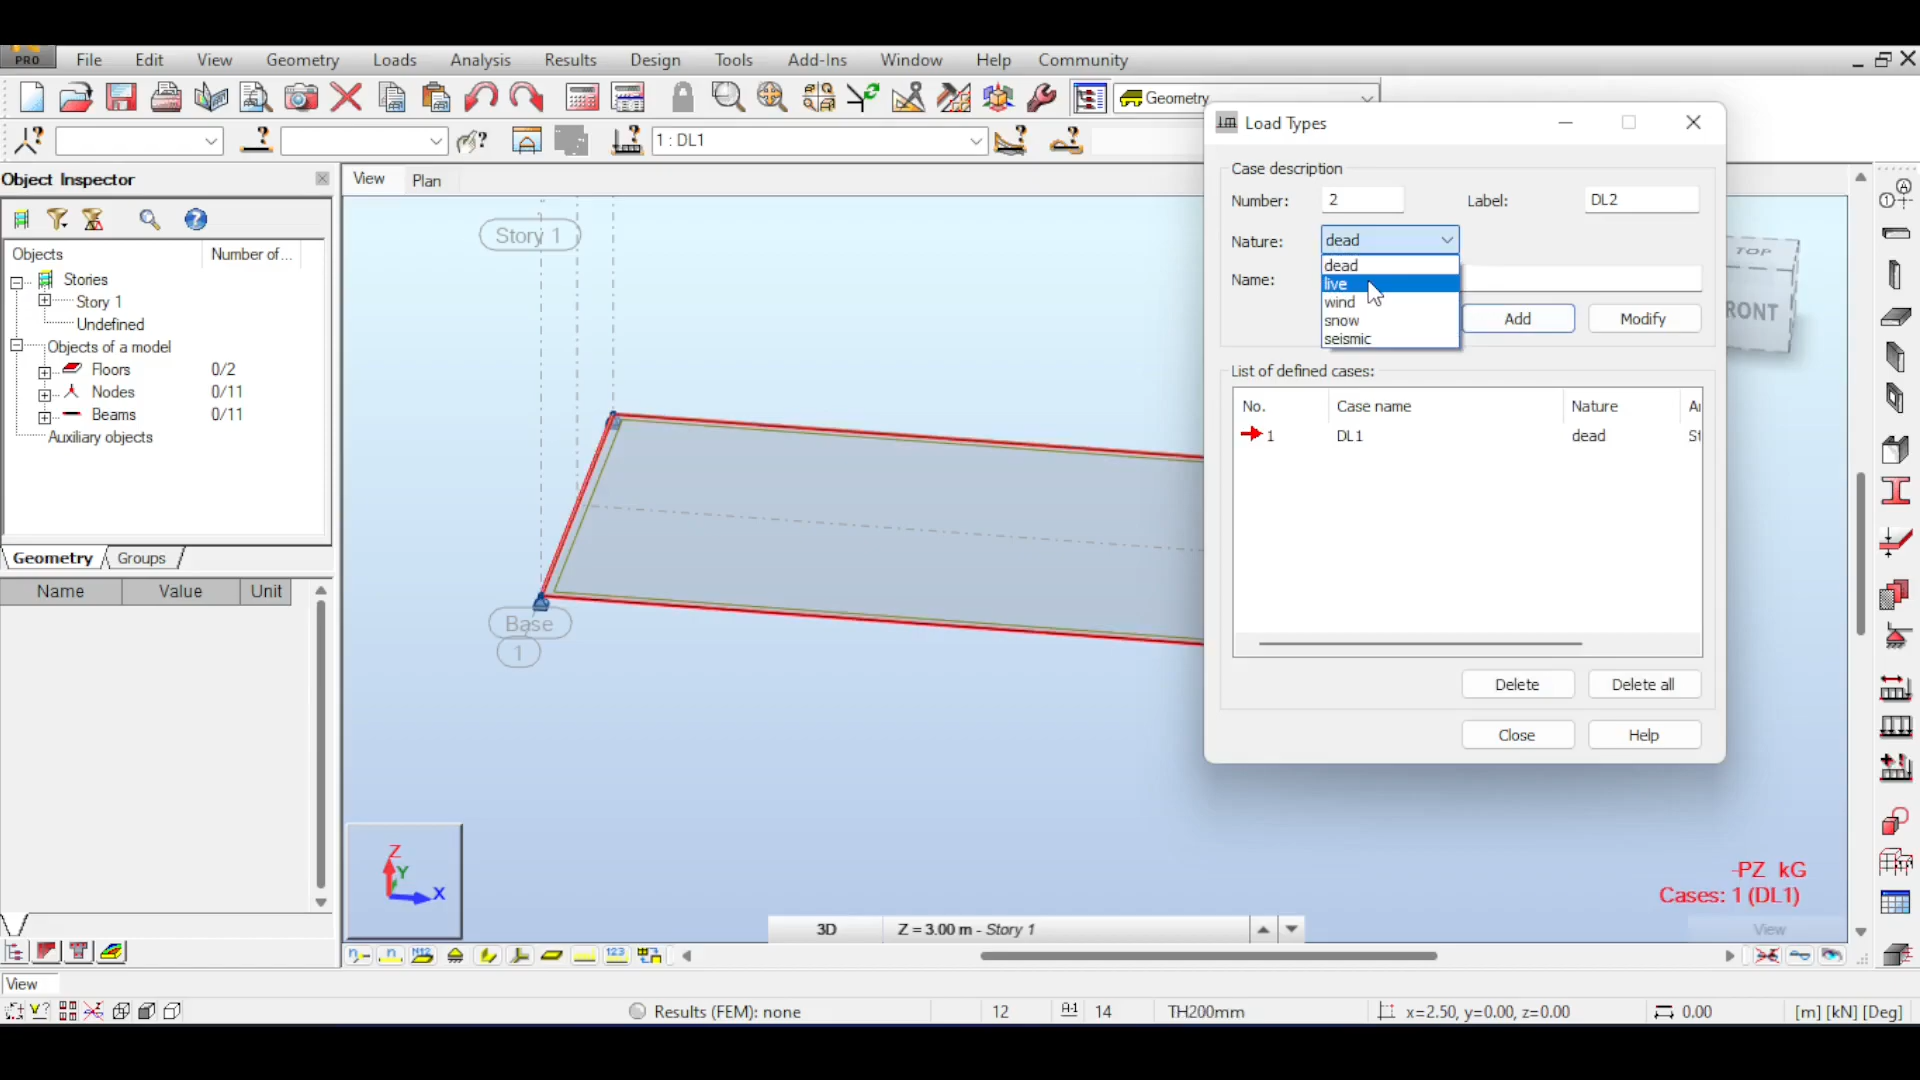 PRO File Edit View Geometry Loads Analysis Results Design Tools Add-Ins Window Help Community
Geometry
1 : DL1
Object Inspector
Objects Number of...
Stories
Story 1
Undefined
Objects of a model
Floors 0/2
Nodes 0/11
Beams 0/11
Auxiliary objects
Geometry Groups
Name Value Unit
View Plan
Story 1
Base
1
TOP
FRONT
Z
Y
X
Load Types
Case description
Number: 2 Label: DL2
Nature: dead
dead
live
wind
snow
seismic
Name:
Add Modify
List of defined cases:
No. Case name Nature
1 DL1 dead
Delete Delete all
Close Help
-PZ kG
Cases: 1 (DL1)
3D Z = 3.00 m - Story 1 View
View
Results (FEM): none 12 14 TH200mm x=2.50, y=0.00, z=0.00 0.00 [m] [kN] [Deg]